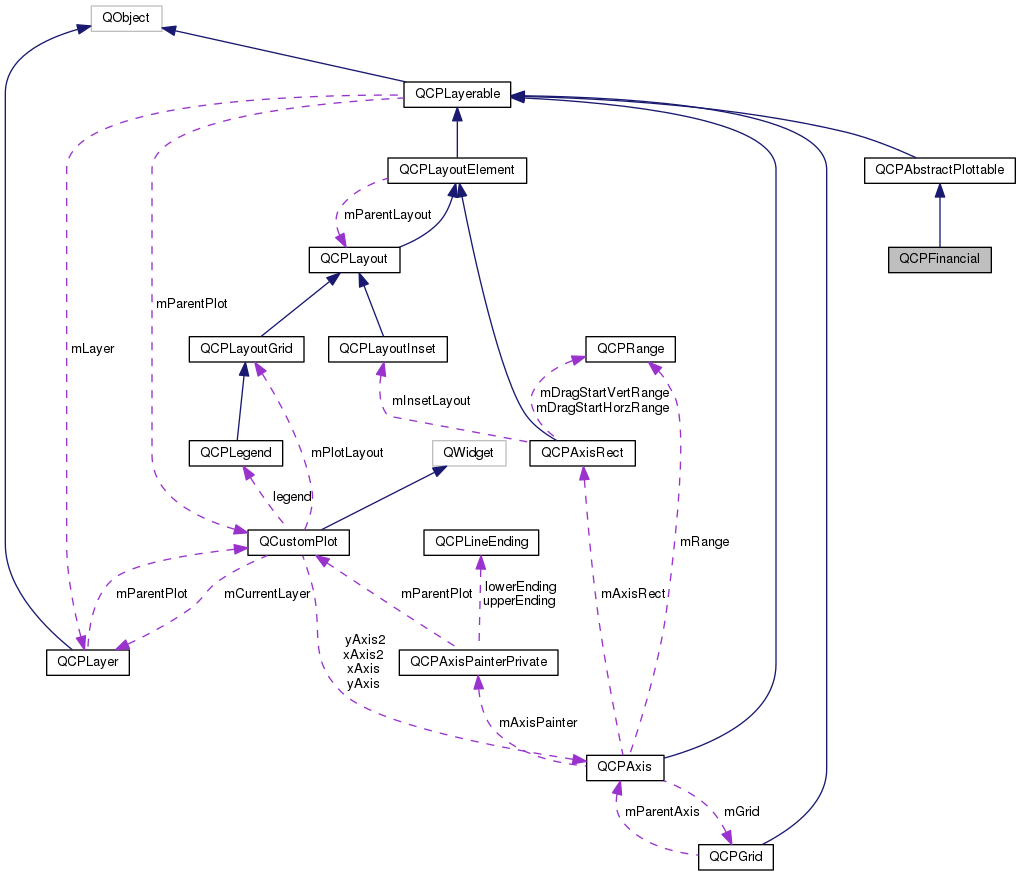 QObject
QCPLayerable
QCPLayoutElement
QCPAbstractPlottable
mParentLayout
QCPLayout
QCPFinancial
mParentPlot
mLayer
QCPLayoutGrid
QCPLayoutInset
QCPRange
mInsetLayout
mDragStartVertRange
mDragStartHorzRange
QCPLegend
mPlotLayout
QWidget
QCPAxisRect
legend
QCustomPlot
QCPLineEnding
mRange
mParentPlot
mCurrentLayer
mParentPlot
lowerEnding
upperEnding
mAxisRect
yAxis2
xAxis2
xAxis
yAxis
QCPLayer
QCPAxisPainterPrivate
mAxisPainter
QCPAxis
mParentAxis
mGrid
QCPGrid